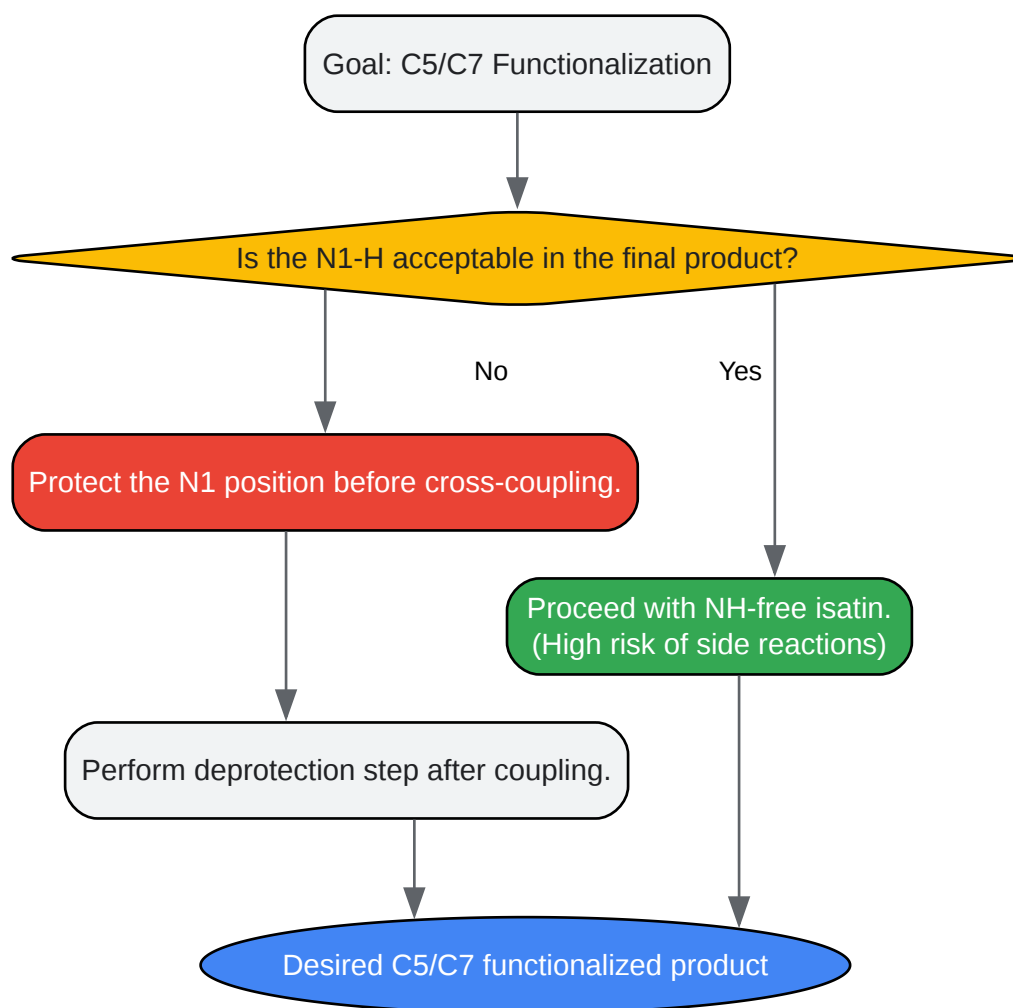 Goal: C5/C7 Functionalization
Is the N1-H acceptable in the final product?
No
Yes
Protect the N1 position before cross-coupling.
Proceed with NH-free isatin.
(High risk of side reactions)
Perform deprotection step after coupling.
Desired C5/C7 functionalized product